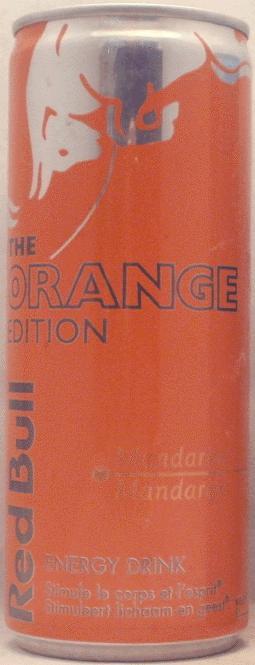 THE
ORANGE
EDITION
Red Bull
ENERGY DRINK
Stimule le corps et l'esprit*
Stimuleert lichaam en geest*